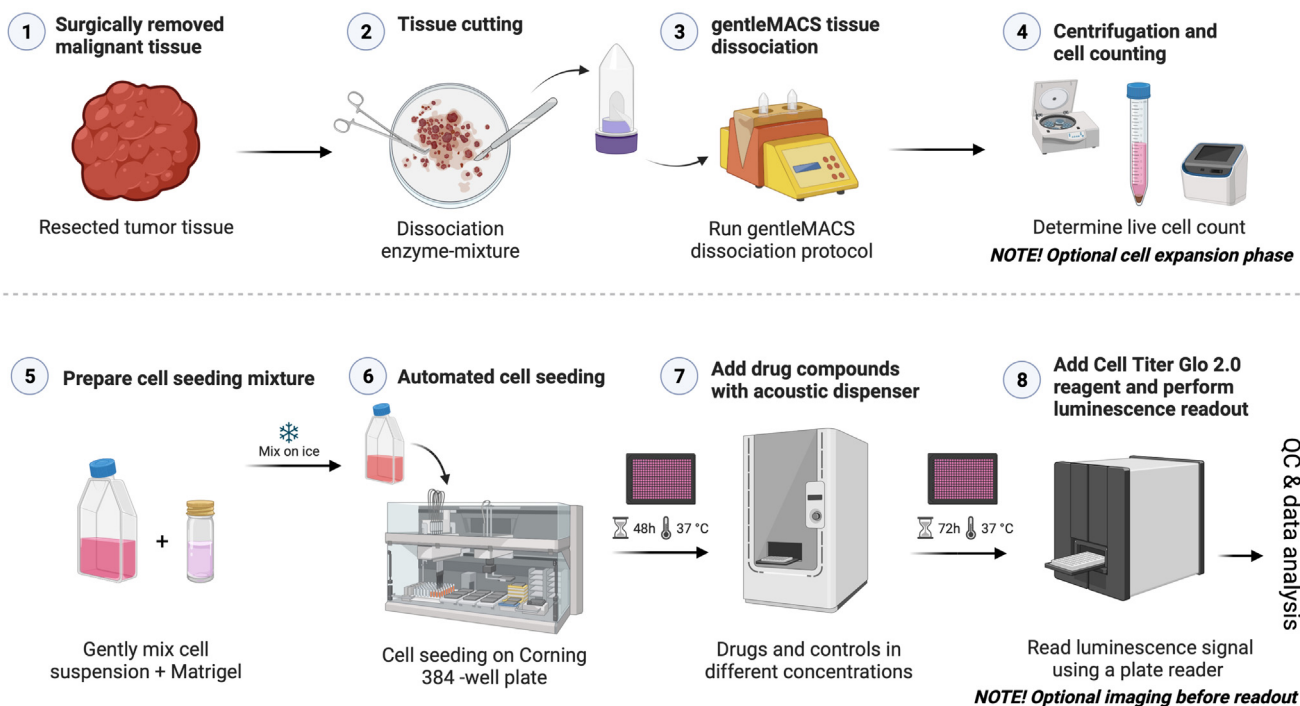 1
Surgically removed
malignant tissue
Resected tumor tissue
2
Tissue cutting
Dissociation
enzyme-mixture
3
gentleMACS tissue
dissociation
Run gentleMACS
dissociation protocol
4
Centrifugation and
cell counting
Determine live cell count
NOTE! Optional cell expansion phase
5
Prepare cell seeding mixture
Gently mix cell
suspension + Matrigel
+
Mix on ice
6
Automated cell seeding
Cell seeding on Corning
384 -well plate
48h 37 °C
7
Add drug compounds
with acoustic dispenser
Drugs and controls in
different concentrations
72h 37 °C
8
Add Cell Titer Glo 2.0
reagent and perform
luminescence readout
Read luminescence signal
using a plate reader
NOTE! Optional imaging before readout
QC & data analysis